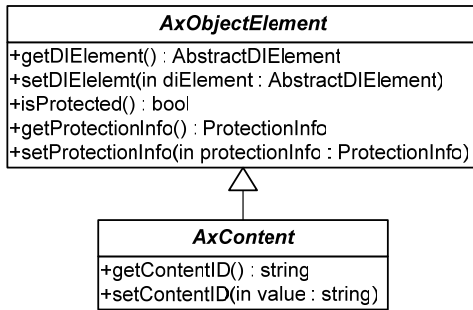 AxObjectElement
+getDIElement() : AbstractDIElement
+setDIElelemt(in diElement : AbstractDIElement)
+isProtected() : bool
+getProtectionInfo() : ProtectionInfo
+setProtectionInfo(in protectionInfo : ProtectionInfo)
AxContent
+getContentID() : string
+setContentID(in value : string)